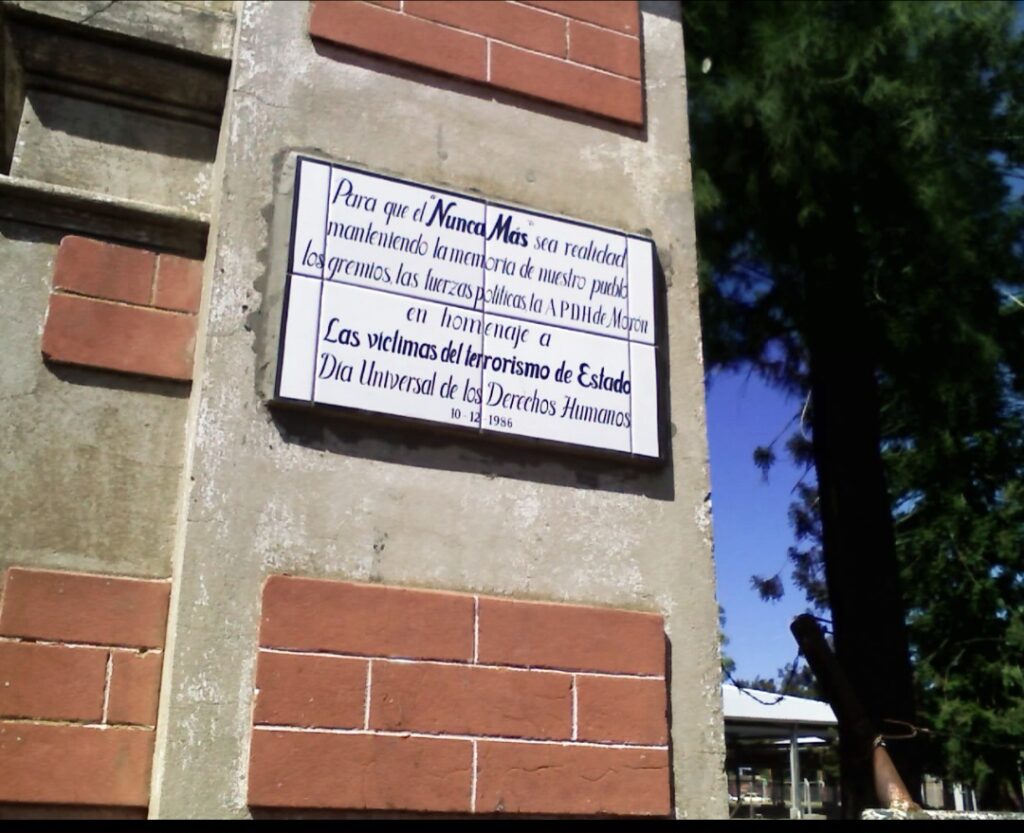 Para que el "Nunca Más" sea realidad
manteniendo la memoria de nuestro pueblo
los gremios, las fuerzas políticas, la APDH de Morón
en homenaje a
Las víctimas del terrorismo de Estado
Día Universal de los Derechos Humanos
10-12-1986